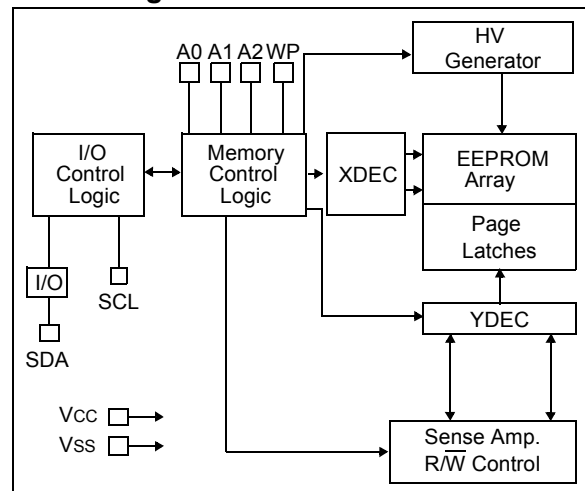 A0 A1 A2 WP
HV
Generator
I/O
Control
Logic
Memory
Control
Logic
XDEC
EEPROM
Array
Page
Latches
I/O
SCL
SDA
YDEC
Vcc
Vss
Sense Amp.
R/W̅ Control